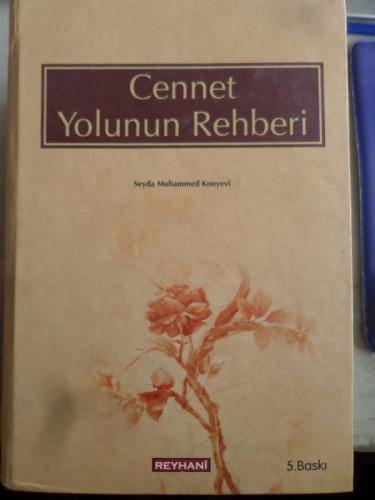 Cennet
Yolunun Rehberi
Seyda Muhammed Konyevî
REYHANİ
5.Baskı